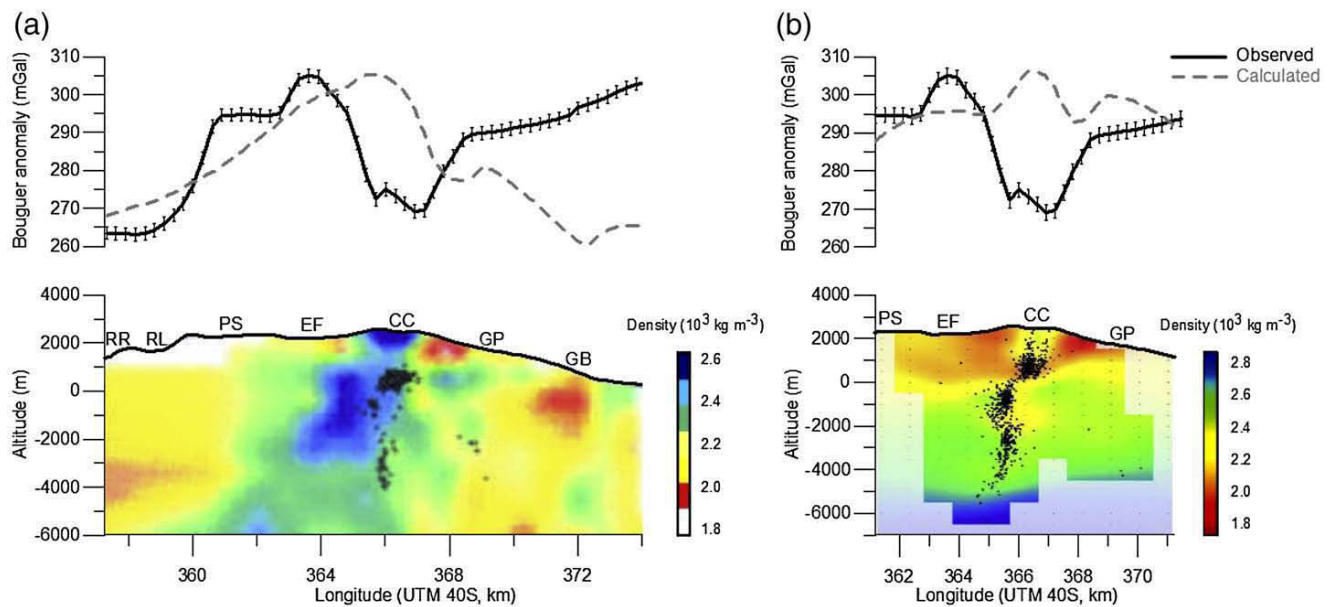 (a)
(b)
Bouguer anomaly (mGal)
310
300
290
280
270
260
Bouguer anomaly (mGal)
310
300
290
280
270
260
Observed
Calculated
Altitude (m)
4000
2000
0
-2000
-4000
-6000
RR RL PS EF CC GP GB
Density (10³ kg m⁻³)
2.6
2.4
2.2
2.0
1.8
360 364 368 372
Longitude (UTM 40S, km)
Altitude (m)
4000
2000
0
-2000
-4000
-6000
PS EF CC GP
Density (10³ kg m⁻³)
2.8
2.6
2.4
2.2
2.0
1.8
362 364 366 368 370
Longitude (UTM 40S, km)